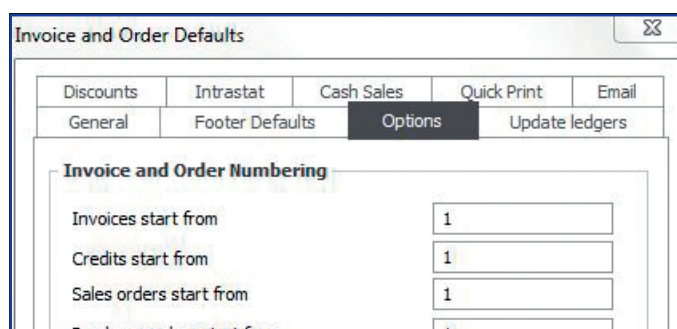 Invoice and Order Defaults
Discounts Intrastat Cash Sales Quick Print Email
General Footer Defaults Options Update ledgers
Invoice and Order Numbering
Invoices start from 1
Credits start from 1
Sales orders start from 1